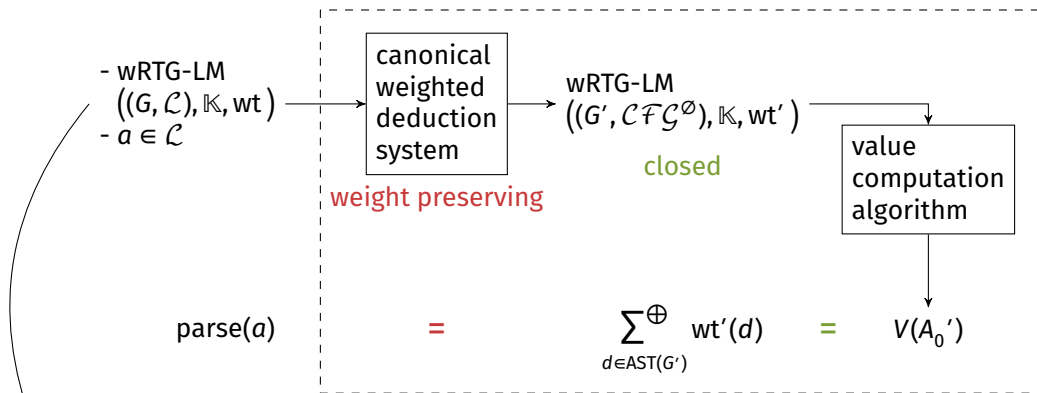 - wRTG-LM
((G, ℒ), 𝕂, wt)
- a ∈ ℒ
canonical
weighted
deduction
system
weight preserving
wRTG-LM
((G', 𝒞ℱ𝒢^∅), 𝕂, wt')
closed
value
computation
algorithm
parse(a) = ∑^⊕ wt'(d) = V(A₀')
d∈AST(G')